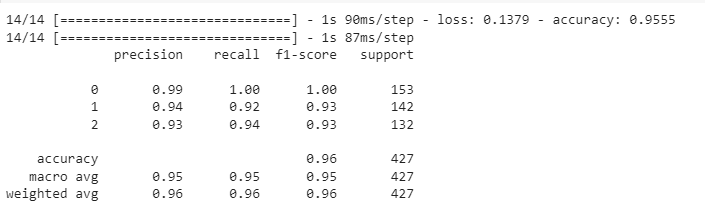 14/14 [==============================] - 1s 90ms/step - loss: 0.1379 - accuracy: 0.9555
14/14 [==============================] - 1s 87ms/step
              precision    recall  f1-score   support

           0       0.99      1.00      1.00       153
           1       0.94      0.92      0.93       142
           2       0.93      0.94      0.93       132

    accuracy                           0.96       427
   macro avg       0.95      0.95      0.95       427
weighted avg       0.96      0.96      0.96       427